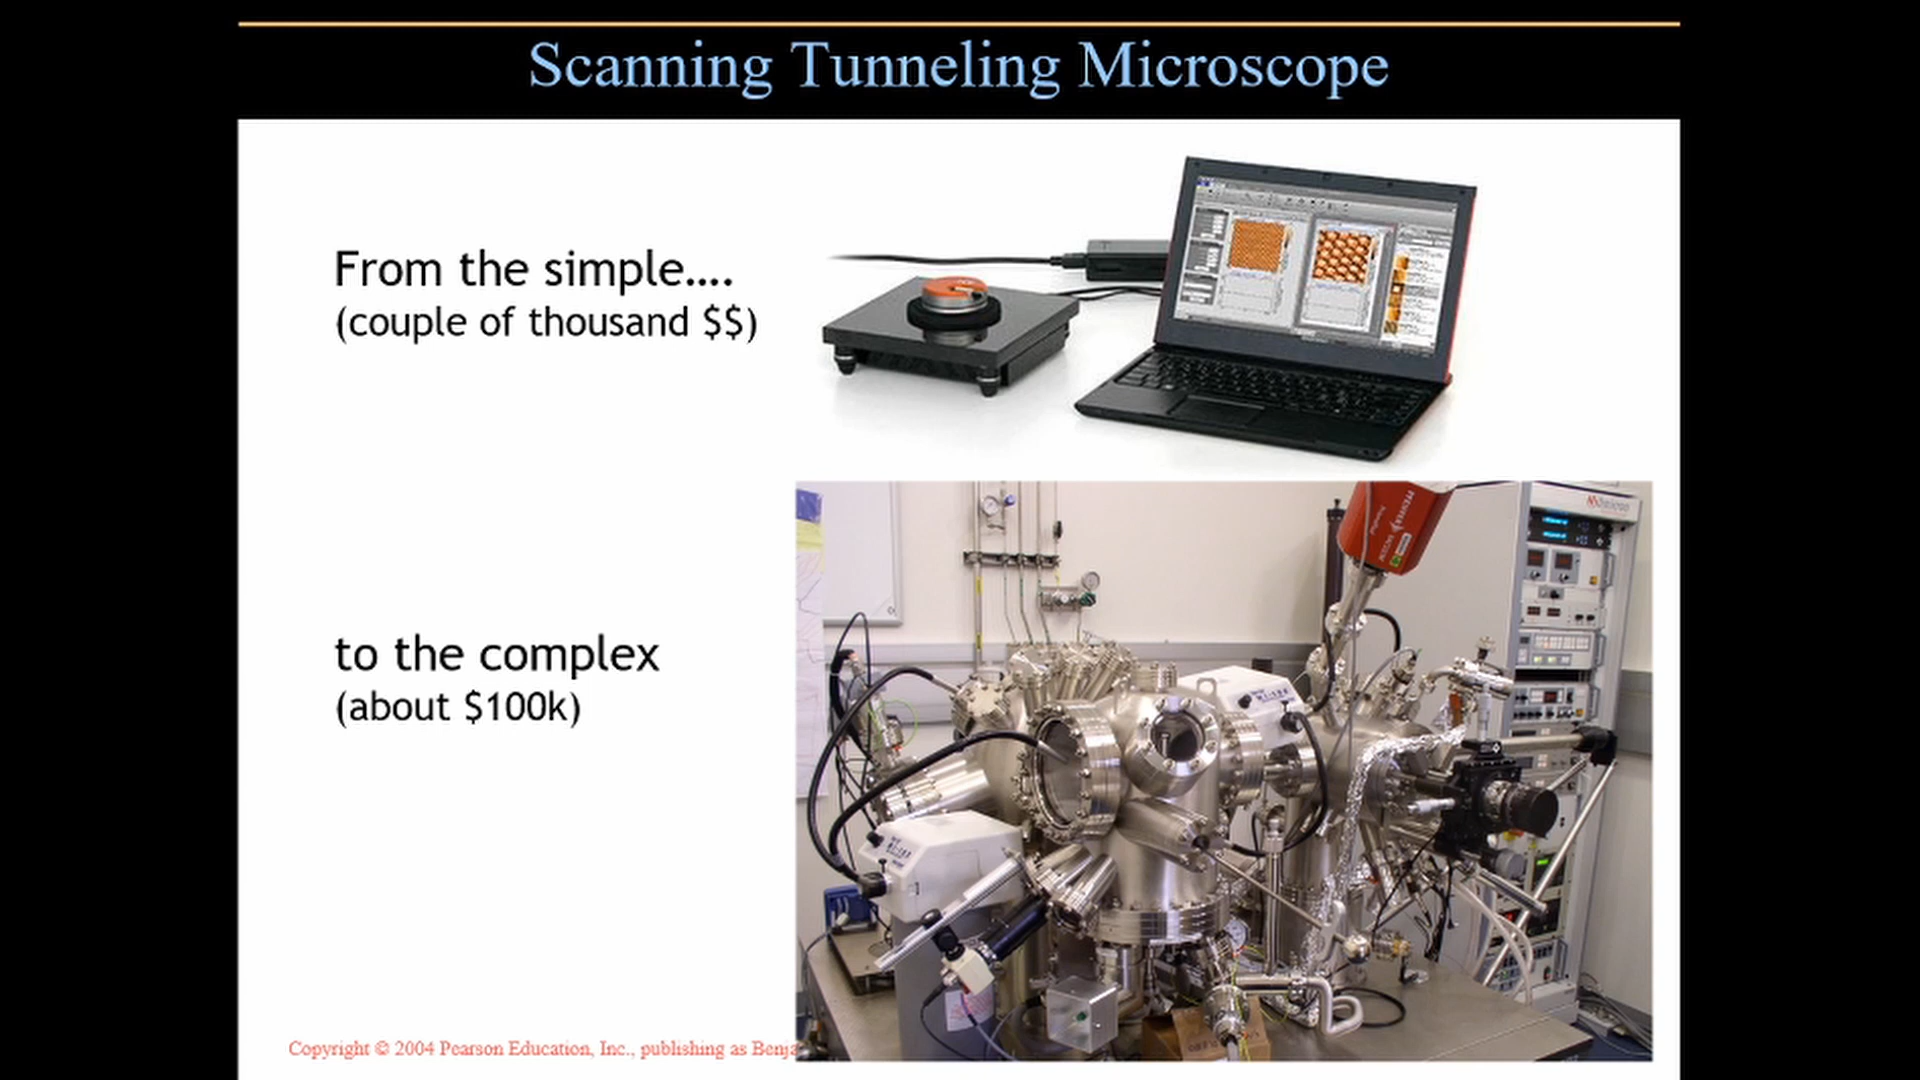 Scanning Tunneling Microscope
From the simple....
(couple of thousand $$)
to the complex
(about $100k)
Copyright © 2004 Pearson Education, Inc., publishing as Benja